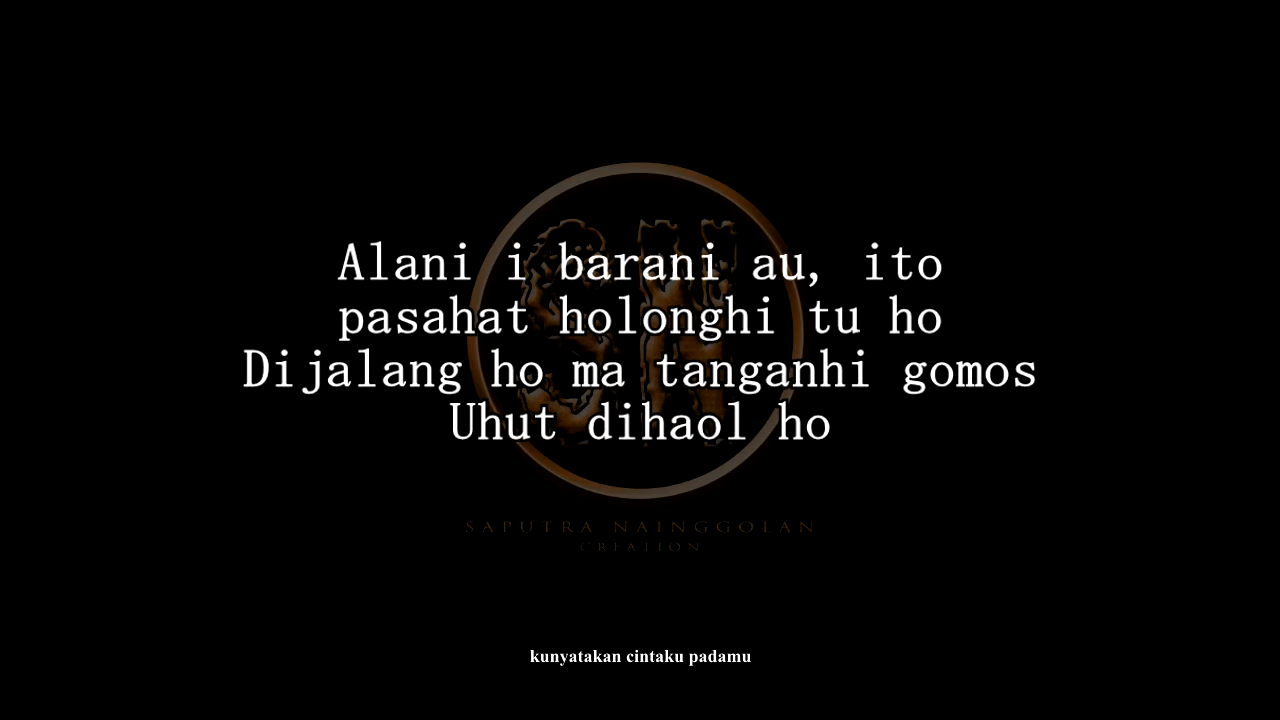 Alani i barani au, ito
pasahat holonghi tu ho
Dijalang ho ma tanganhi gomos
Uhut dihaol ho
SAPUTRA NAINGGOLAN
CREATION
kunyatakan cintaku padamu